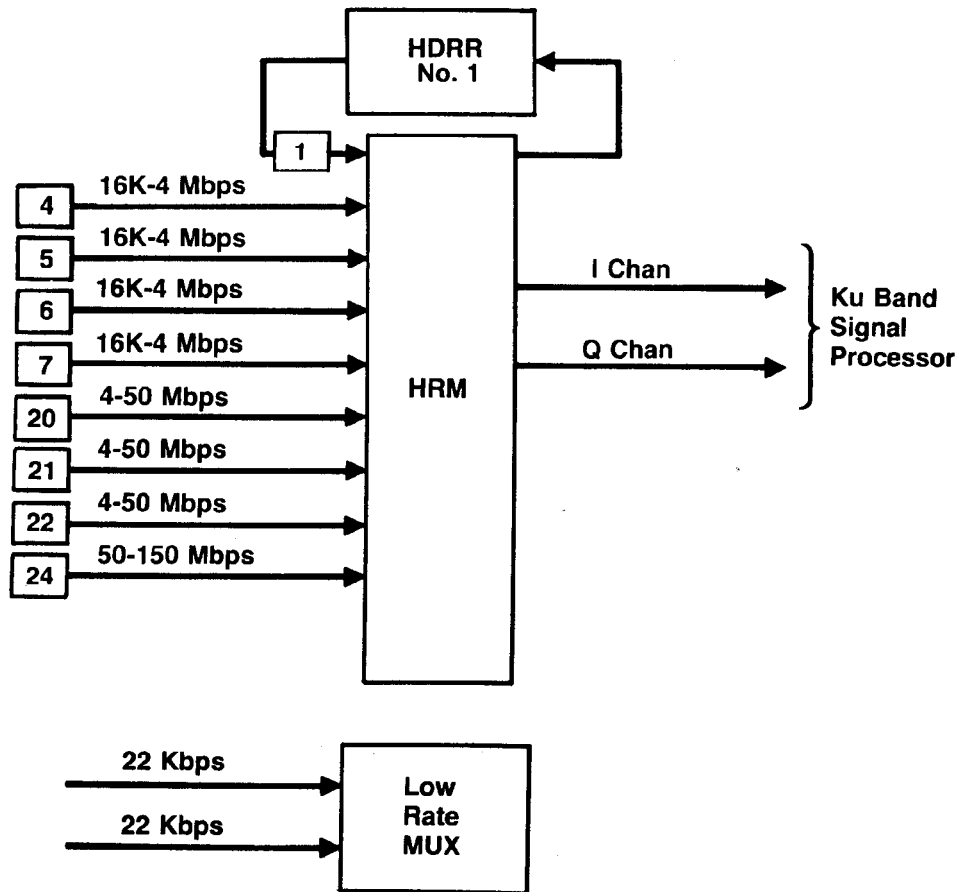 HDRR
No. 1
1
4 16K-4 Mbps
5 16K-4 Mbps
6 16K-4 Mbps
7 16K-4 Mbps
20 4-50 Mbps
21 4-50 Mbps
22 4-50 Mbps
24 50-150 Mbps
HRM
I Chan
Q Chan
Ku Band
Signal
Processor
22 Kbps
22 Kbps
Low
Rate
MUX